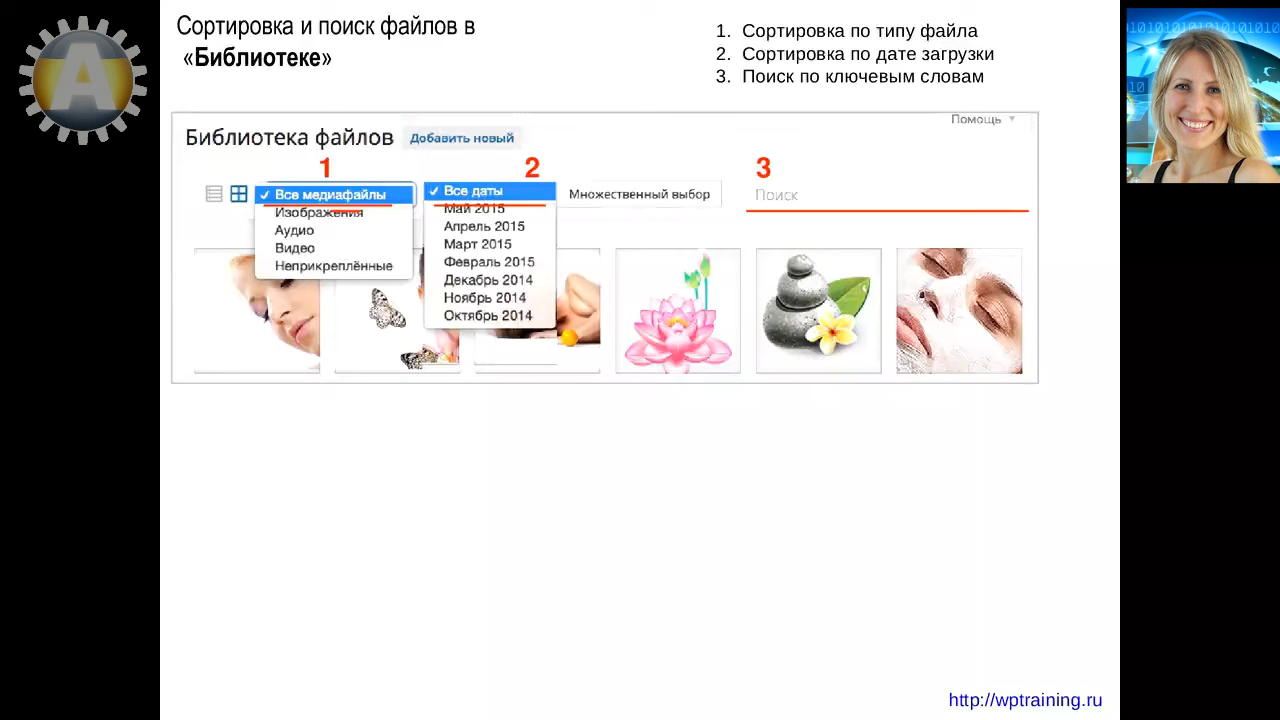 A
Сортировка и поиск файлов в
«Библиотеке»
1. Сортировка по типу файла
2. Сортировка по дате загрузки
3. Поиск по ключевым словам
Помощь
Библиотека файлов
Добавить новый
1
2
3
Все медиафайлы
Изображения
Аудио
Видео
Неприкреплённые
Все даты
Май 2015
Апрель 2015
Март 2015
Февраль 2015
Декабрь 2014
Ноябрь 2014
Октябрь 2014
Множественный выбор
Поиск
http://wptraining.ru